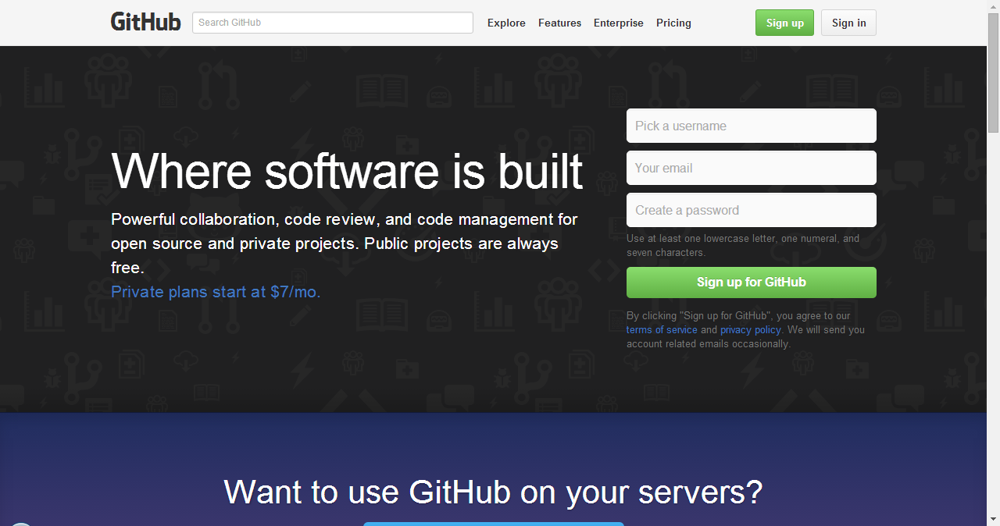 GitHub Search GitHub Explore Features Enterprise Pricing Sign up Sign in
Where software is built
Powerful collaboration, code review, and code management for
open source and private projects. Public projects are always
free.
Private plans start at $7/mo.
Pick a username
Your email
Create a password
Use at least one lowercase letter, one numeral, and
seven characters.
Sign up for GitHub
By clicking "Sign up for GitHub", you agree to our
terms of service and privacy policy. We will send you
account related emails occasionally.
Want to use GitHub on your servers?